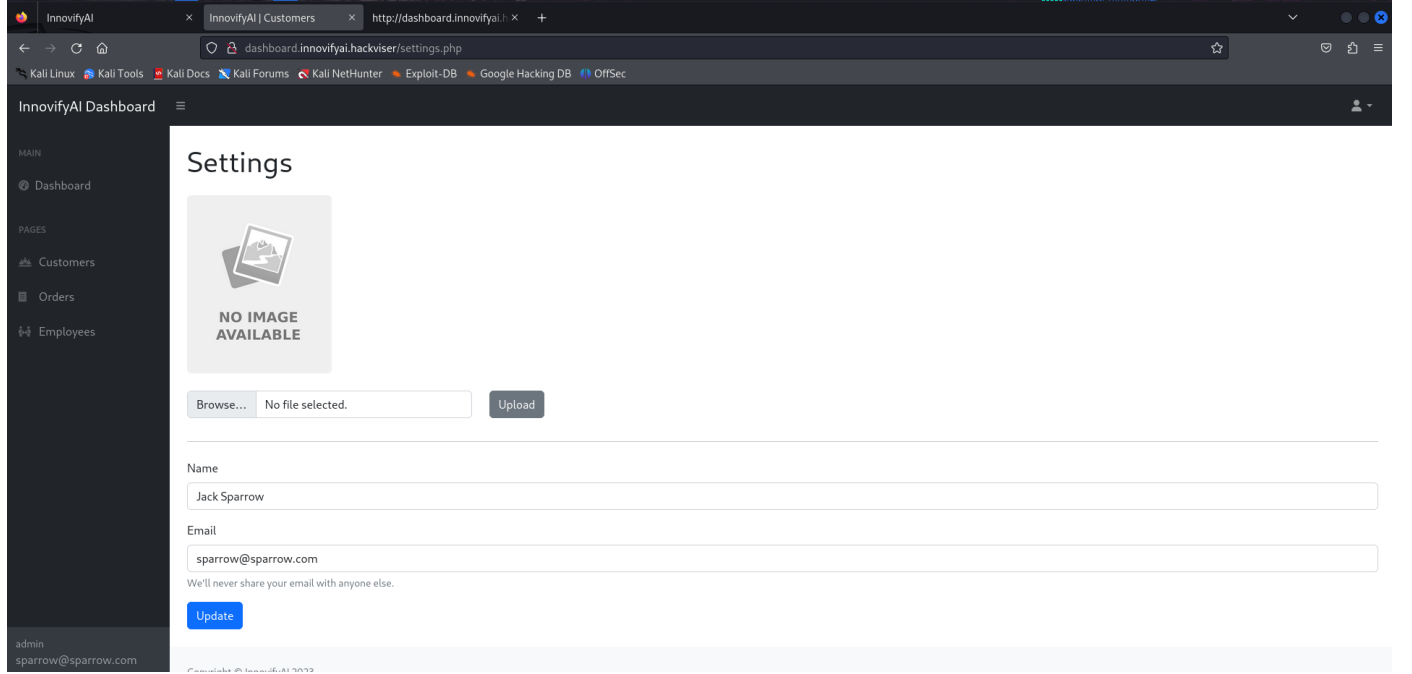 InnovifyAI
InnovifyAI | Customers
http://dashboard.innovifyai.h
dashboard.innovifyai.hackviser/settings.php
Kali Linux Kali Tools Kali Docs Kali Forums Kali NetHunter Exploit-DB Google Hacking DB OffSec
InnovifyAI Dashboard
MAIN
Dashboard
PAGES
Customers
Orders
Employees
admin
sparrow@sparrow.com
Settings
NO IMAGE
AVAILABLE
Browse... No file selected. Upload
Name
Jack Sparrow
Email
sparrow@sparrow.com
We'll never share your email with anyone else.
Update
Copyright © InnovifyAI 2023